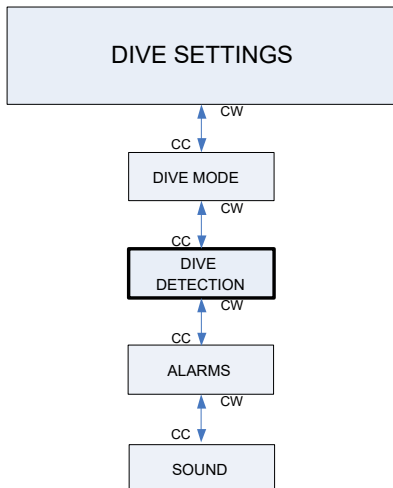 DIVE SETTINGS
CW
CC
DIVE MODE
CW
CC
DIVE
DETECTION
CW
CC
ALARMS
CW
CC
SOUND